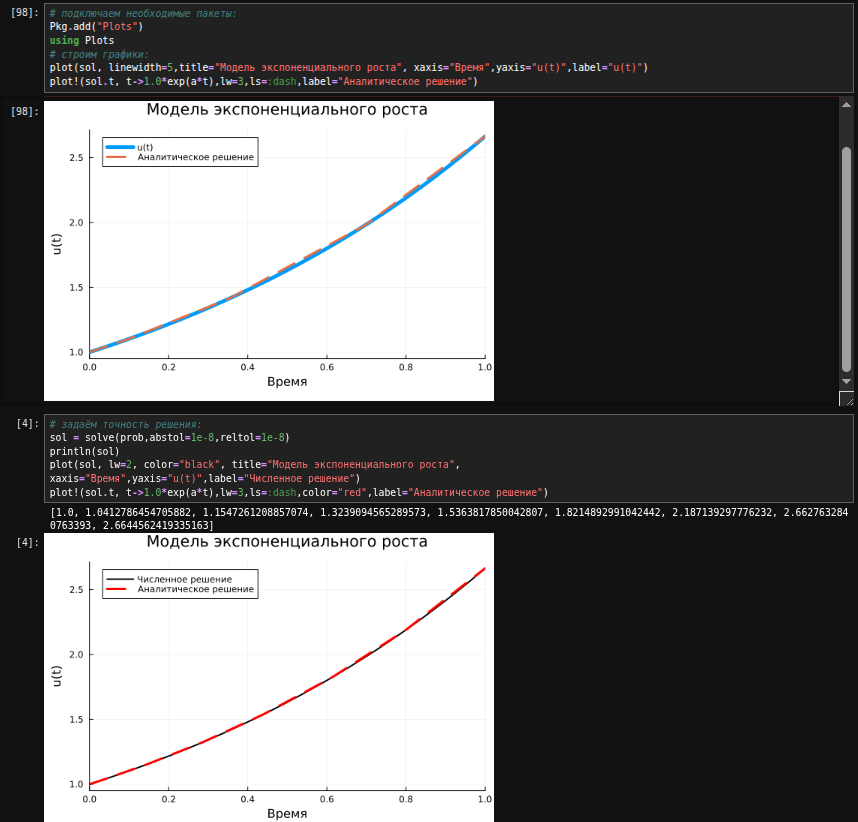 [98]:
# подключаем необходимые пакеты:
Pkg.add("Plots")
using Plots
# строим графики:
plot(sol, linewidth=5,title="Модель экспоненциального роста", xaxis="Время",yaxis="u(t)",label="u(t)")
plot!(sol.t, t->1.0*exp(a*t),lw=3,ls=:dash,label="Аналитическое решение")
[98]:
Модель экспоненциального роста
u(t)
Аналитическое решение
2.5
2.0
1.5
1.0
u(t)
0.0 0.2 0.4 0.6 0.8 1.0
Время
[4]:
# задаём точность решения:
sol = solve(prob,abstol=1e-8,reltol=1e-8)
println(sol)
plot(sol, lw=2, color="black", title="Модель экспоненциального роста",
xaxis="Время",yaxis="u(t)",label="Численное решение")
plot!(sol.t, t->1.0*exp(a*t),lw=3,ls=:dash,color="red",label="Аналитическое решение")
[1.0, 1.0412786454705882, 1.1547261208857074, 1.3239094565289573, 1.5363817850042807, 1.8214892991042442, 2.187139297776232, 2.662763284
0763393, 2.6644562419335163]
[4]:
Модель экспоненциального роста
Численное решение
Аналитическое решение
2.5
2.0
1.5
1.0
u(t)
0.0 0.2 0.4 0.6 0.8 1.0
Время